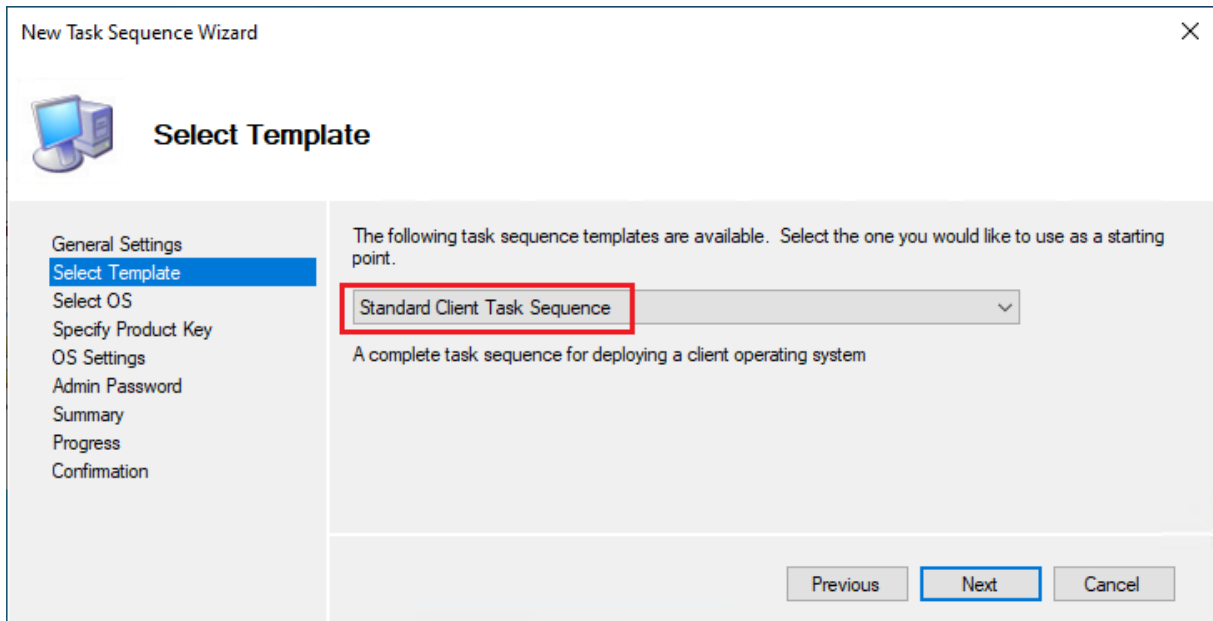 New Task Sequence Wizard
Select Template
General Settings
Select Template
Select OS
Specify Product Key
OS Settings
Admin Password
Summary
Progress
Confirmation
The following task sequence templates are available.  Select the one you would like to use as a starting
point.
Standard Client Task Sequence
A complete task sequence for deploying a client operating system
Previous
Next
Cancel